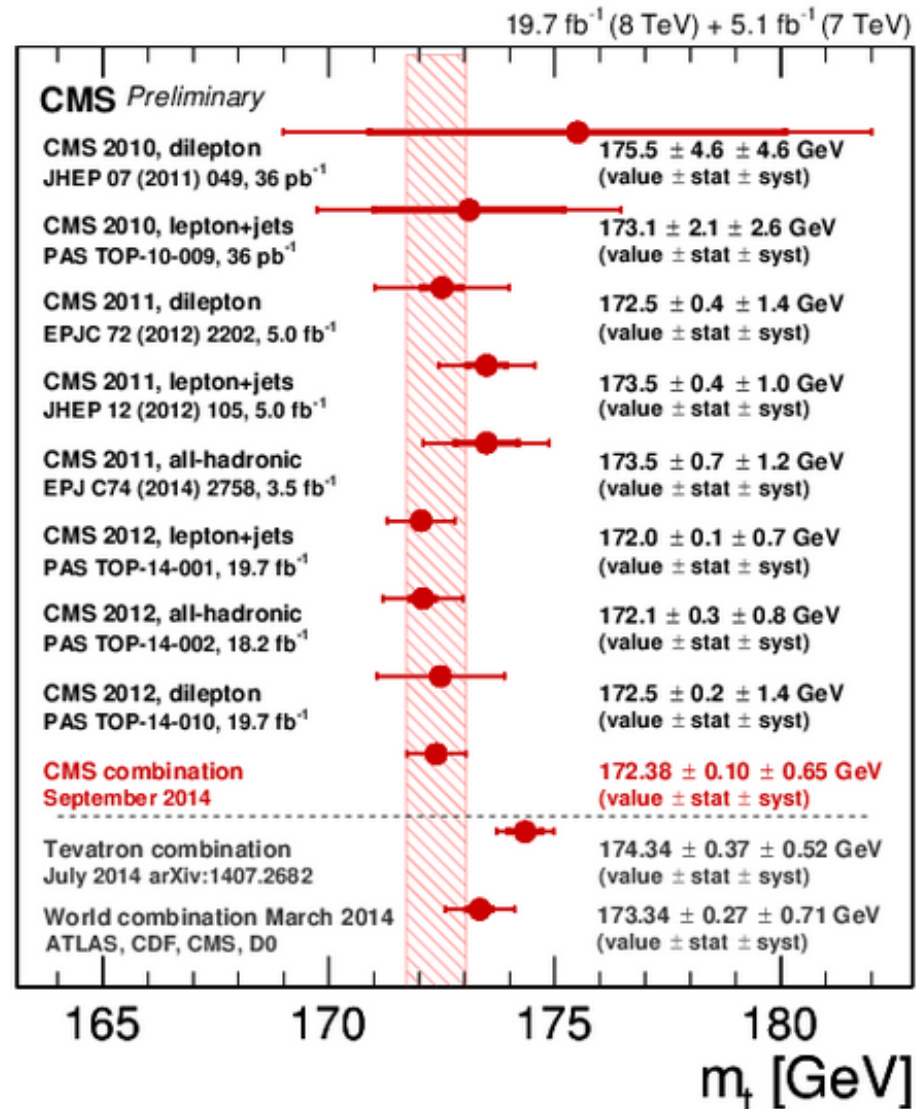 19.7 fb⁻¹ (8 TeV) + 5.1 fb⁻¹ (7 TeV)
CMS Preliminary
CMS 2010, dilepton 175.5 ± 4.6 ± 4.6 GeV
JHEP 07 (2011) 049, 36 pb⁻¹ (value ± stat ± syst)
CMS 2010, lepton+jets 173.1 ± 2.1 ± 2.6 GeV
PAS TOP-10-009, 36 pb⁻¹ (value ± stat ± syst)
CMS 2011, dilepton 172.5 ± 0.4 ± 1.4 GeV
EPJC 72 (2012) 2202, 5.0 fb⁻¹ (value ± stat ± syst)
CMS 2011, lepton+jets 173.5 ± 0.4 ± 1.0 GeV
JHEP 12 (2012) 105, 5.0 fb⁻¹ (value ± stat ± syst)
CMS 2011, all-hadronic 173.5 ± 0.7 ± 1.2 GeV
EPJ C74 (2014) 2758, 3.5 fb⁻¹ (value ± stat ± syst)
CMS 2012, lepton+jets 172.0 ± 0.1 ± 0.7 GeV
PAS TOP-14-001, 19.7 fb⁻¹ (value ± stat ± syst)
CMS 2012, all-hadronic 172.1 ± 0.3 ± 0.8 GeV
PAS TOP-14-002, 18.2 fb⁻¹ (value ± stat ± syst)
CMS 2012, dilepton 172.5 ± 0.2 ± 1.4 GeV
PAS TOP-14-010, 19.7 fb⁻¹ (value ± stat ± syst)
CMS combination 172.38 ± 0.10 ± 0.65 GeV
September 2014 (value ± stat ± syst)
Tevatron combination 174.34 ± 0.37 ± 0.52 GeV
July 2014 arXiv:1407.2682 (value ± stat ± syst)
World combination March 2014 173.34 ± 0.27 ± 0.71 GeV
ATLAS, CDF, CMS, D0 (value ± stat ± syst)
165 170 175 180
mₜ [GeV]